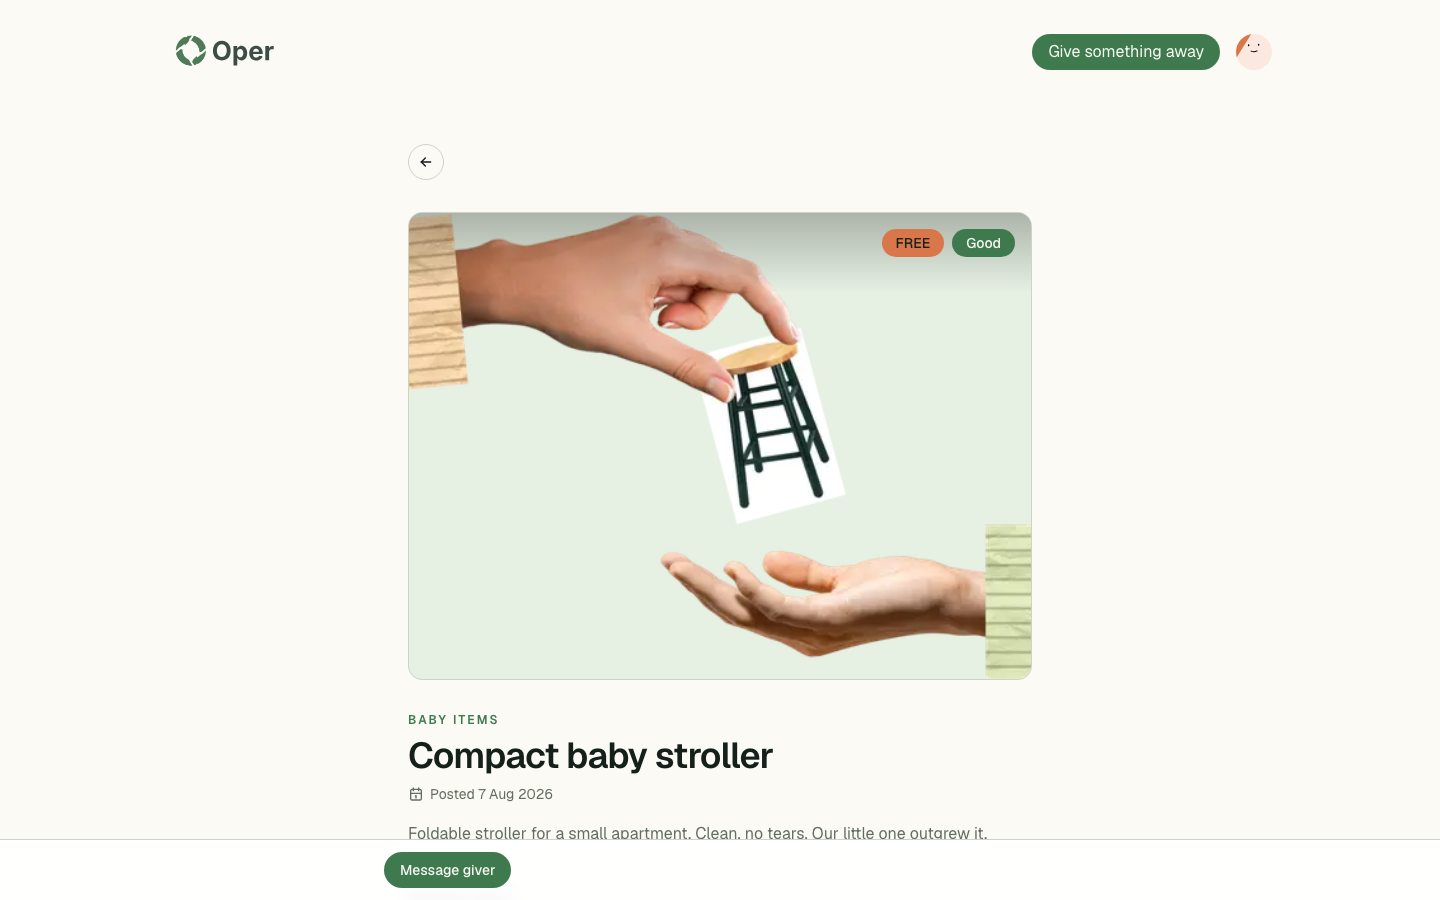 Oper
Give something away
FREE
Good
BABY ITEMS
Compact baby stroller
Posted 7 Aug 2026
Foldable stroller for a small apartment. Clean, no tears. Our little one outgrew it.
Message giver